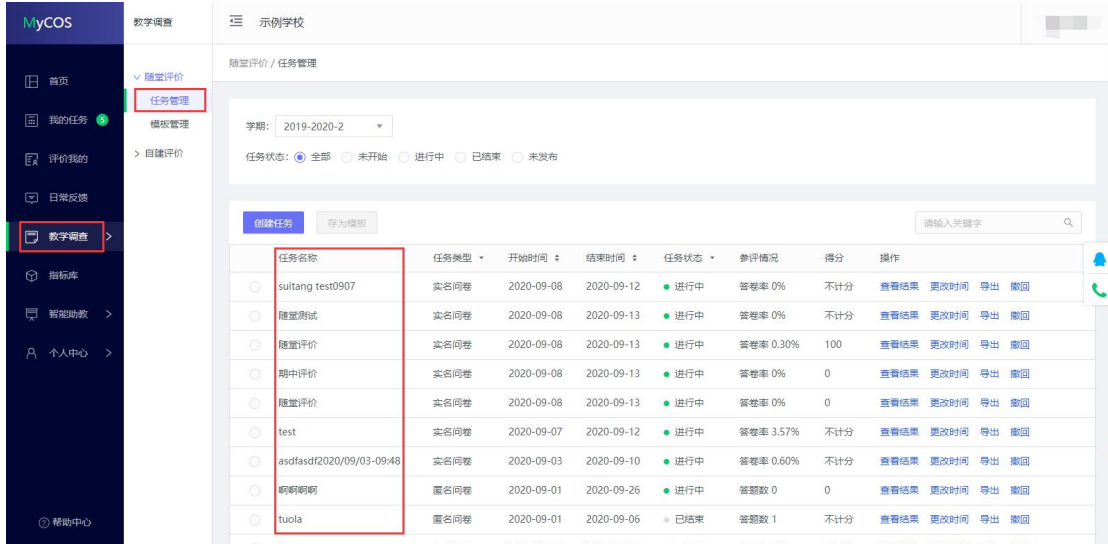 MyCOS
首页
我的任务 5
评价我的
日常反馈
教学调查 >
指标库
智能助教 >
个人中心 >
帮助中心
教学调查
随堂评价
任务管理
模板管理
> 自建评价
示例学校
随堂评价 / 任务管理
学期: 2019-2020-2
任务状态: 全部 未开始 进行中 已结束 未发布
创建任务 存为模板 请输入关键字
任务名称 任务类型 开始时间 结束时间 任务状态 参评情况 得分 操作
suitang test0907 实名问卷 2020-09-08 2020-09-12 进行中 答卷率 0% 不计分 查看结果 更改时间 导出 撤回
随堂测试 实名问卷 2020-09-08 2020-09-13 进行中 答卷率 0% 不计分 查看结果 更改时间 导出 撤回
随堂评价 实名问卷 2020-09-08 2020-09-13 进行中 答卷率 0.30% 100 查看结果 更改时间 导出 撤回
期中评价 实名问卷 2020-09-08 2020-09-13 进行中 答卷率 0% 0 查看结果 更改时间 导出 撤回
随堂评价 实名问卷 2020-09-08 2020-09-13 进行中 答卷率 0% 0 查看结果 更改时间 导出 撤回
test 实名问卷 2020-09-07 2020-09-12 进行中 答卷率 3.57% 不计分 查看结果 更改时间 导出 撤回
asdfasdf2020/09/03-09:48 实名问卷 2020-09-03 2020-09-10 进行中 答卷率 0.60% 不计分 查看结果 更改时间 导出 撤回
啊啊啊啊 匿名问卷 2020-09-01 2020-09-26 进行中 答题数 0 0 查看结果 更改时间 导出 撤回
tuola 匿名问卷 2020-09-01 2020-09-06 已结束 答题数 1 不计分 查看结果 更改时间 导出 撤回